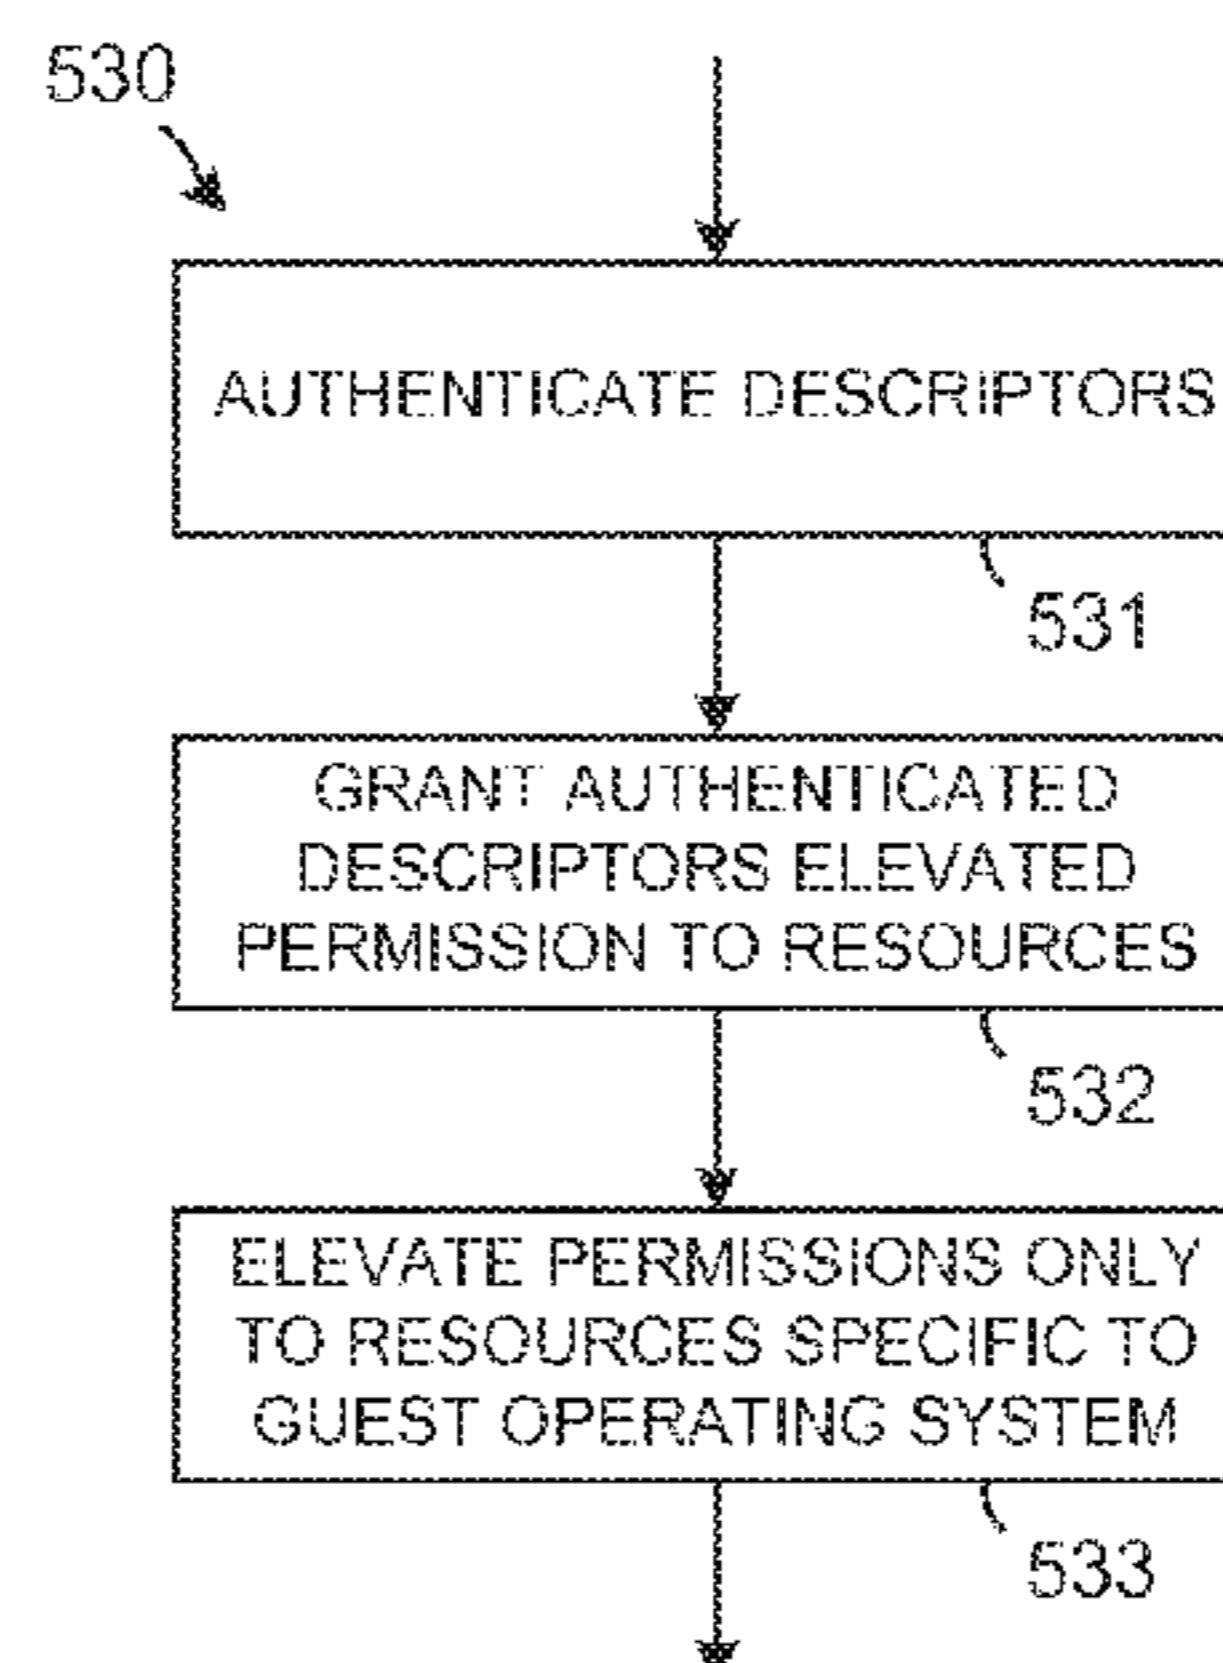 530
AUTHENTICATE DESCRIPTORS
531
GRANT AUTHENTICATED
DESCRIPTORS ELEVATED
PERMISSION TO RESOURCES
532
ELEVATE PERMISSIONS ONLY
TO RESOURCES SPECIFIC TO
GUEST OPERATING SYSTEM
533